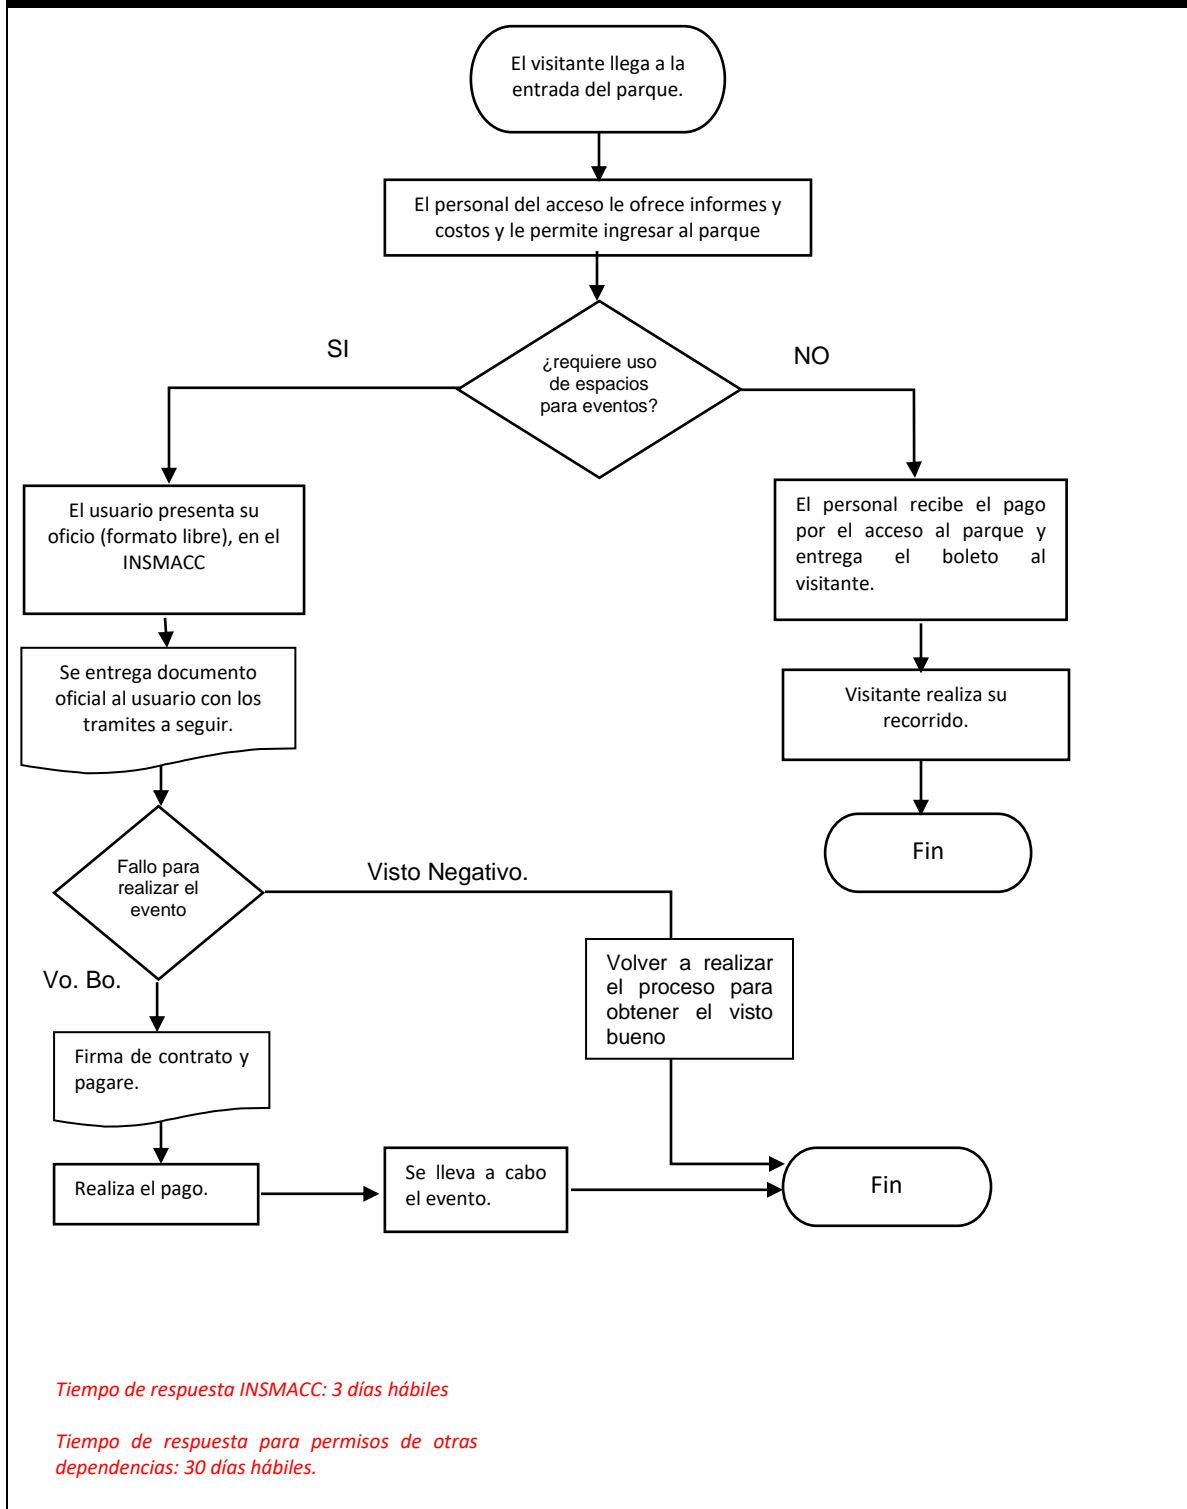 El visitante llega a la
entrada del parque.
El personal del acceso le ofrece informes y
costos y le permite ingresar al parque
SI
¿requiere uso
de espacios
para eventos?
NO
El usuario presenta su
oficio (formato libre), en el
INSMACC
El personal recibe el pago
por el acceso al parque y
entrega el boleto al
visitante.
Se entrega documento
oficial al usuario con los
tramites a seguir.
Visitante realiza su
recorrido.
Fin
Fallo para
realizar el
evento
Visto Negativo.
Vo. Bo.
Volver a realizar
el proceso para
obtener el visto
bueno
Firma de contrato y
pagare.
Realiza el pago.
Se lleva a cabo
el evento.
Fin
Tiempo de respuesta INSMACC: 3 días hábiles
Tiempo de respuesta para permisos de otras
dependencias: 30 días hábiles.